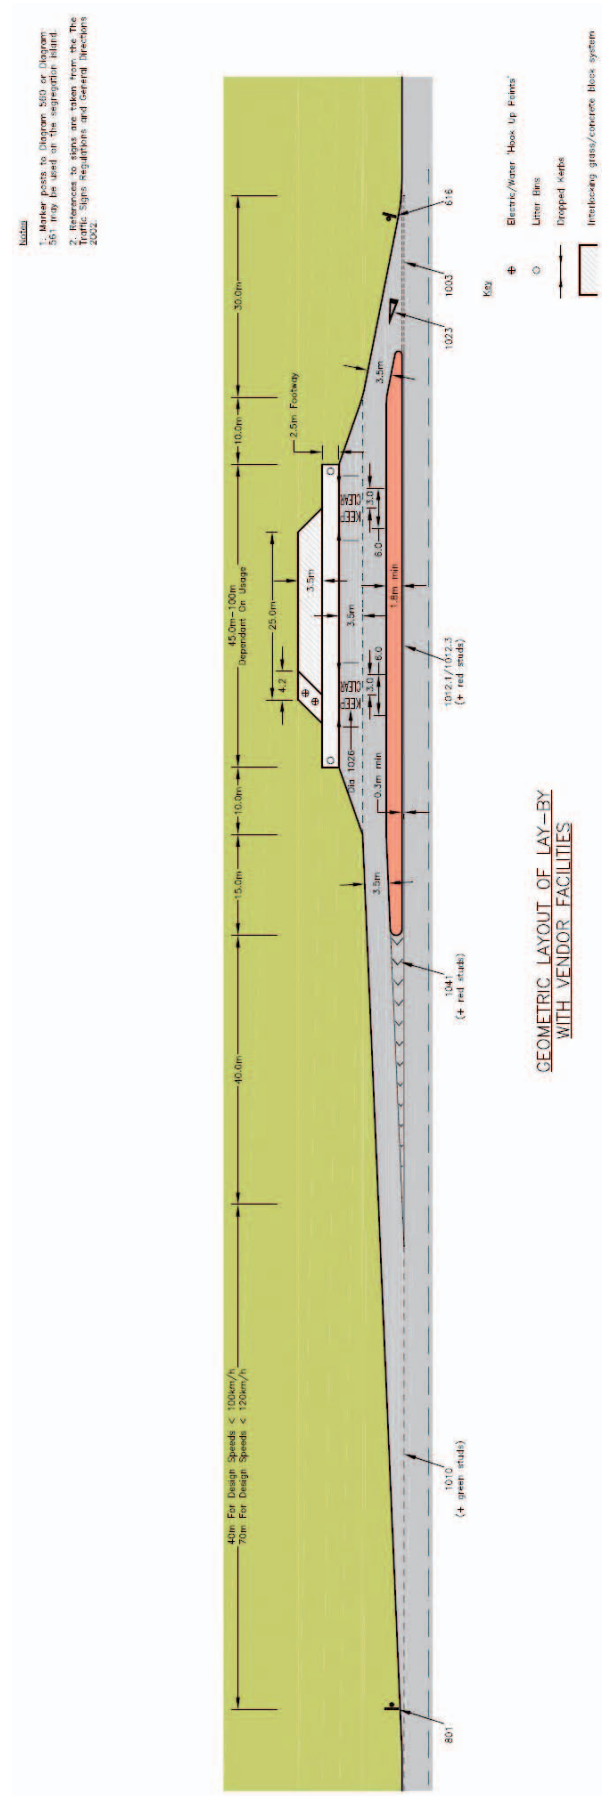 Notes
1. Marker posts to Diagram 560 or Diagram
561 may be used on the segregation island.
2. References to signs are taken from the The
Traffic Signs Regulations and General Directions
2002.
40m For Design Speeds < 100km/h
70m For Design Speeds < 120km/h
40.0m
15.0m
10.0m
45.0m-100m
Dependant On Usage
10.0m
30.0m
4.2
25.0m
2.5m Footway
3.5m
3.5m
3.5m
3.5m
Dia 1026
KEEP
CLEAR
KEEP
CLEAR
3.0
6.0
3.0
6.0
0.3m min
1.8m min
801
1010
(+ green studs)
1041
(+ red studs)
1012.1/1012.3
(+ red studs)
1023
1003
616
Key
Electric/Water 'Hook Up Points'
Litter Bins
Dropped Kerbs
Interlocking grass/concrete block system
GEOMETRIC LAYOUT OF LAY-BY
WITH VENDOR FACILITIES